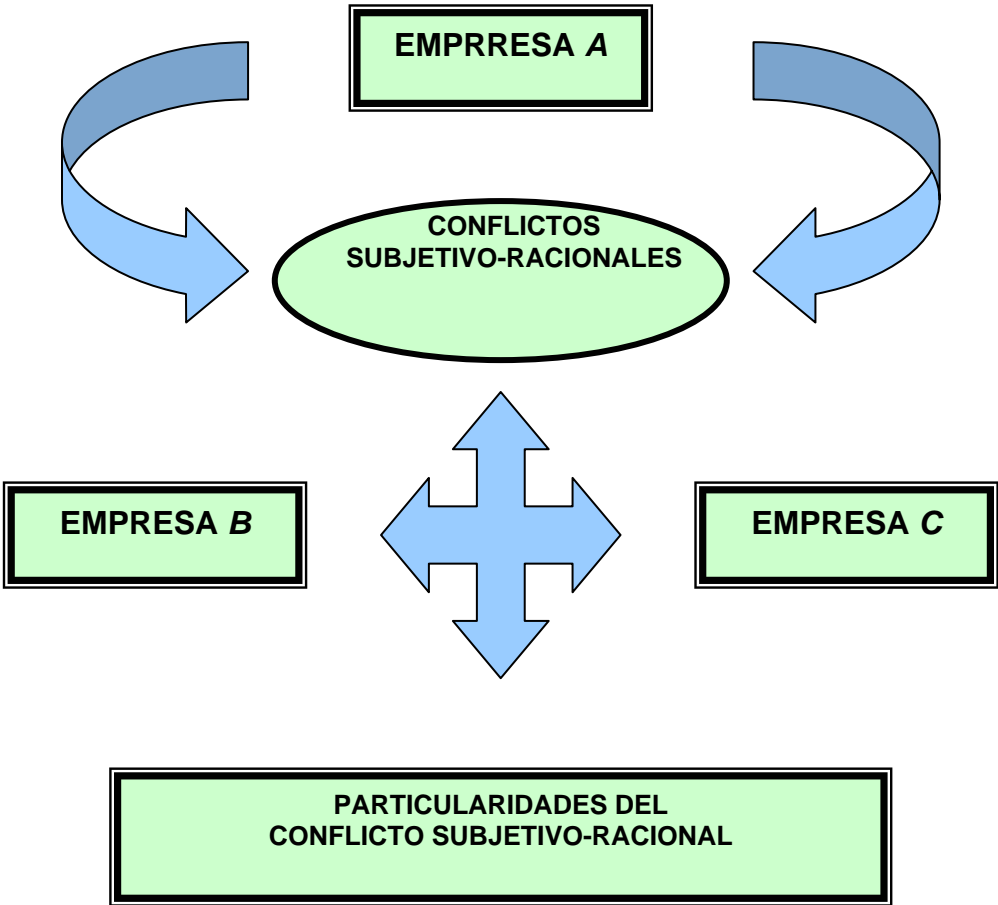 EMPRRESA A
CONFLICTOS
SUBJETIVO-RACIONALES
EMPRESA B
EMPRESA C
PARTICULARIDADES DEL
CONFLICTO SUBJETIVO-RACIONAL